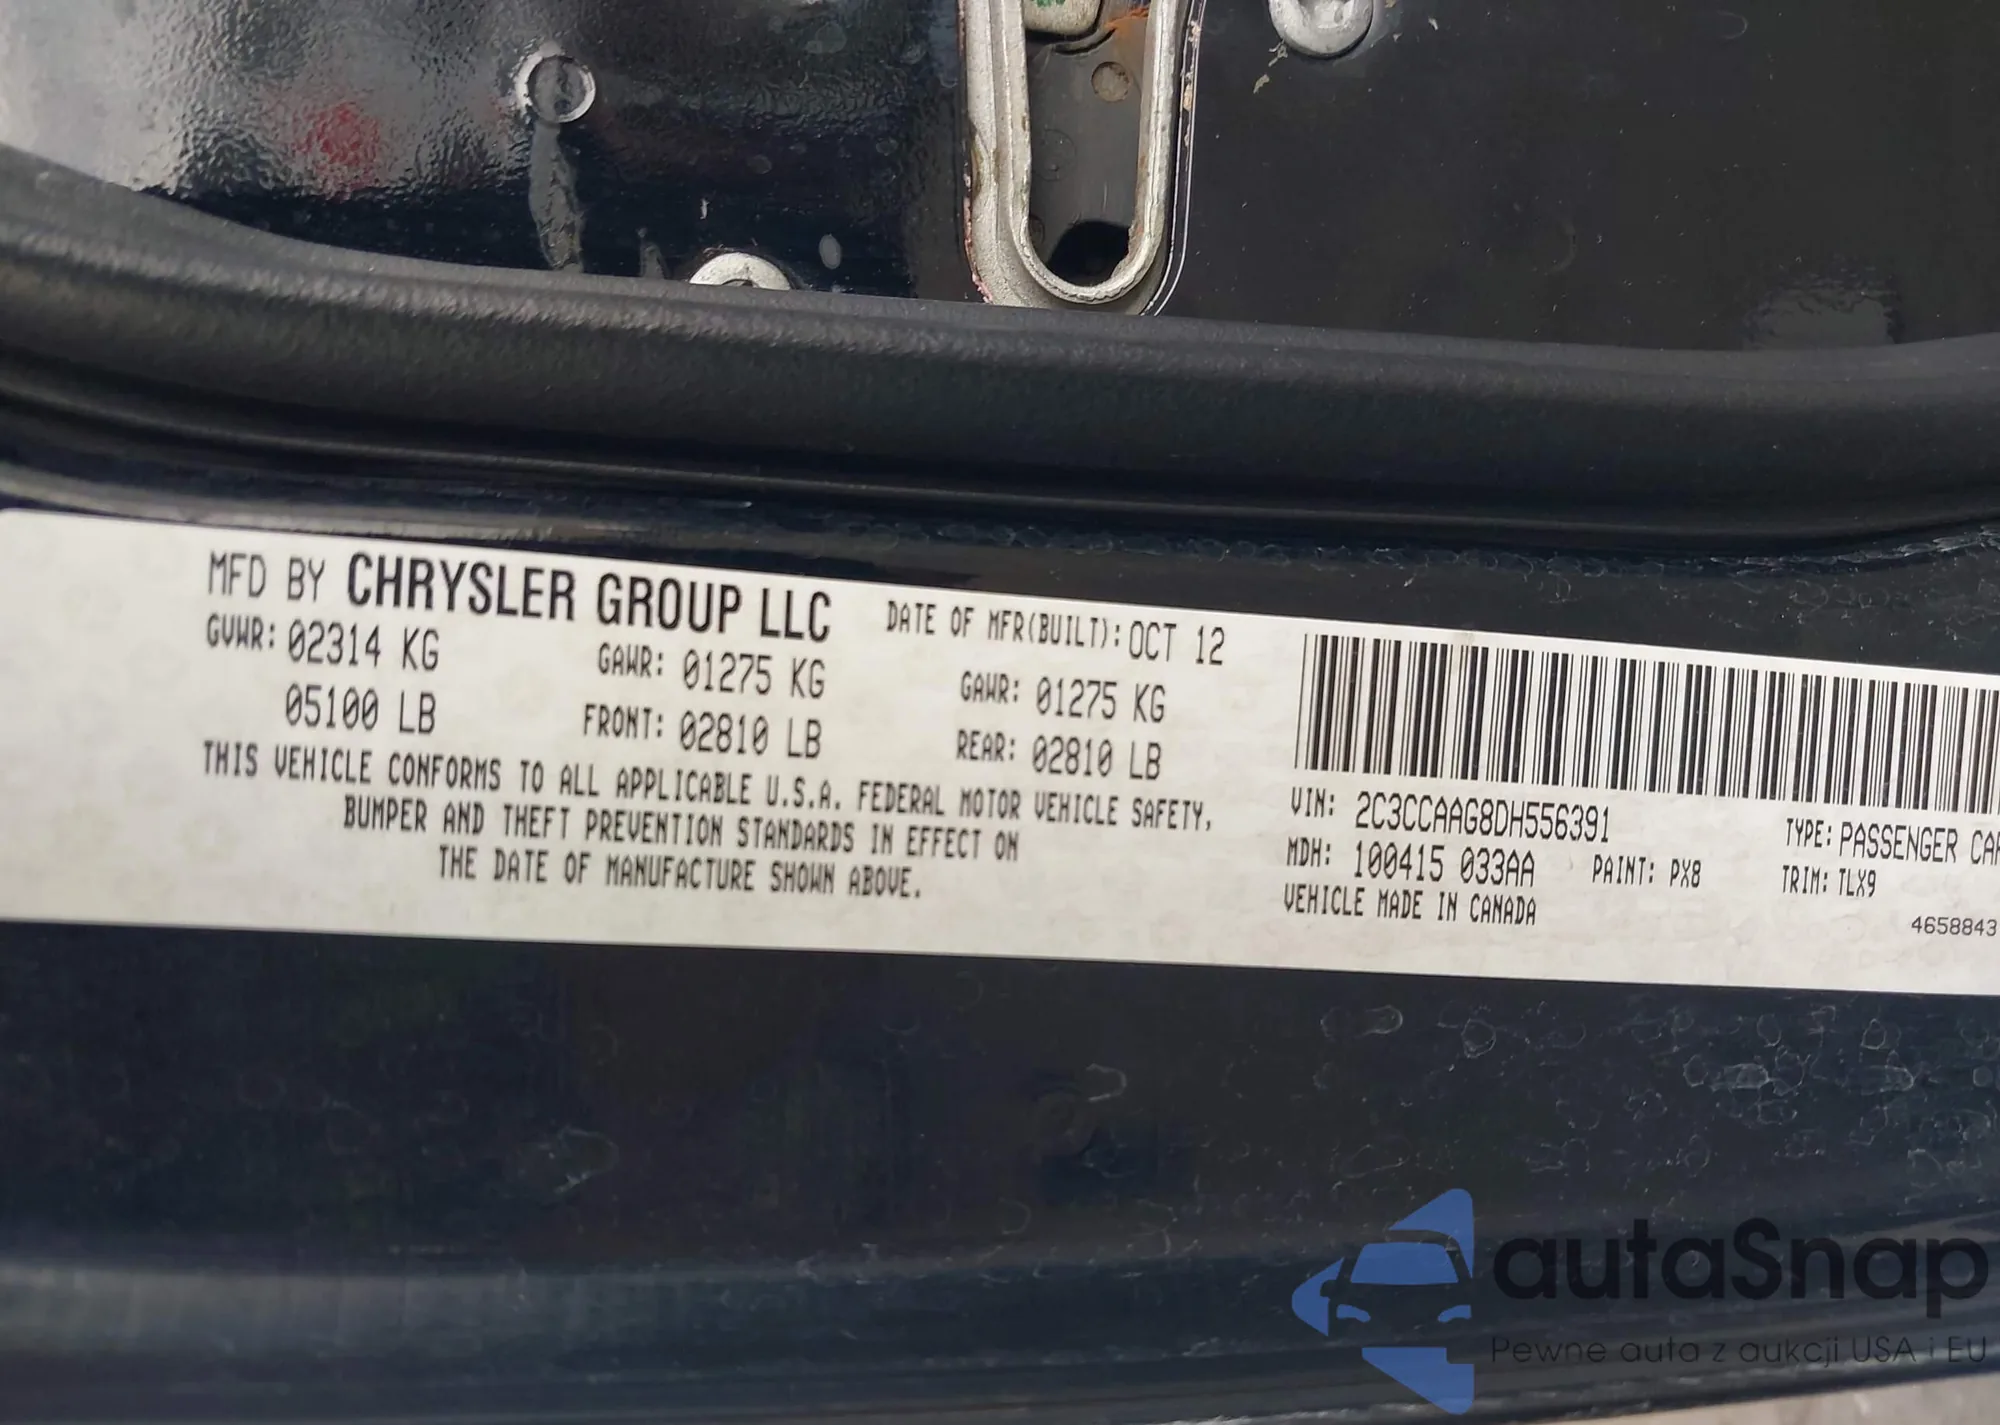 MFD BY CHRYSLER GROUP LLC DATE OF MFR(BUILT): OCT 12
GVWR: 02314 KG GAWR: 01275 KG GAWR: 01275 KG
05100 LB FRONT: 02810 LB REAR: 02810 LB
THIS VEHICLE CONFORMS TO ALL APPLICABLE U.S.A. FEDERAL MOTOR VEHICLE SAFETY,
BUMPER AND THEFT PREVENTION STANDARDS IN EFFECT ON
THE DATE OF MANUFACTURE SHOWN ABOVE.
VIN: 2C3CCAAG8DH556391 TYPE: PASSENGER CAR
MDH: 100415 033AA PAINT: PX8 TRIM: TLX9
VEHICLE MADE IN CANADA
4658843
autaSnap
Pewne auta z aukcji USA i EU